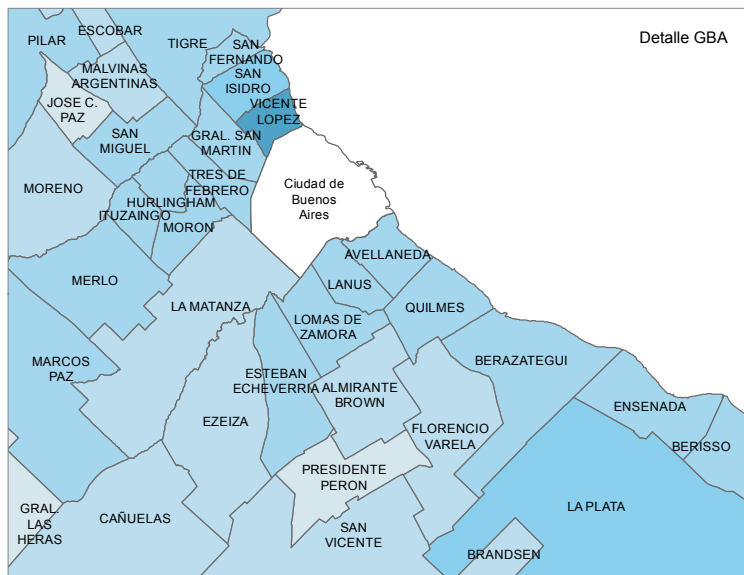 Detalle GBA
PILAR
ESCOBAR
TIGRE
SAN
FERNANDO
MALVINAS
ARGENTINAS
SAN
ISIDRO
JOSE C.
PAZ
VICENTE
LOPEZ
SAN
MIGUEL
GRAL. SAN
MARTIN
MORENO
TRES DE
FEBRERO
HURLINGHAM
ITUZAINGO
MORON
Ciudad de
Buenos
Aires
AVELLANEDA
MERLO
LANUS
LA MATANZA
QUILMES
LOMAS DE
ZAMORA
MARCOS
PAZ
BERAZATEGUI
ESTEBAN
ECHEVERRIA
ALMIRANTE
BROWN
ENSENADA
EZEIZA
FLORENCIO
VARELA
BERISSO
PRESIDENTE
PERON
GRAL.
LAS
HERAS
CAÑUELAS
LA PLATA
SAN
VICENTE
BRANDSEN